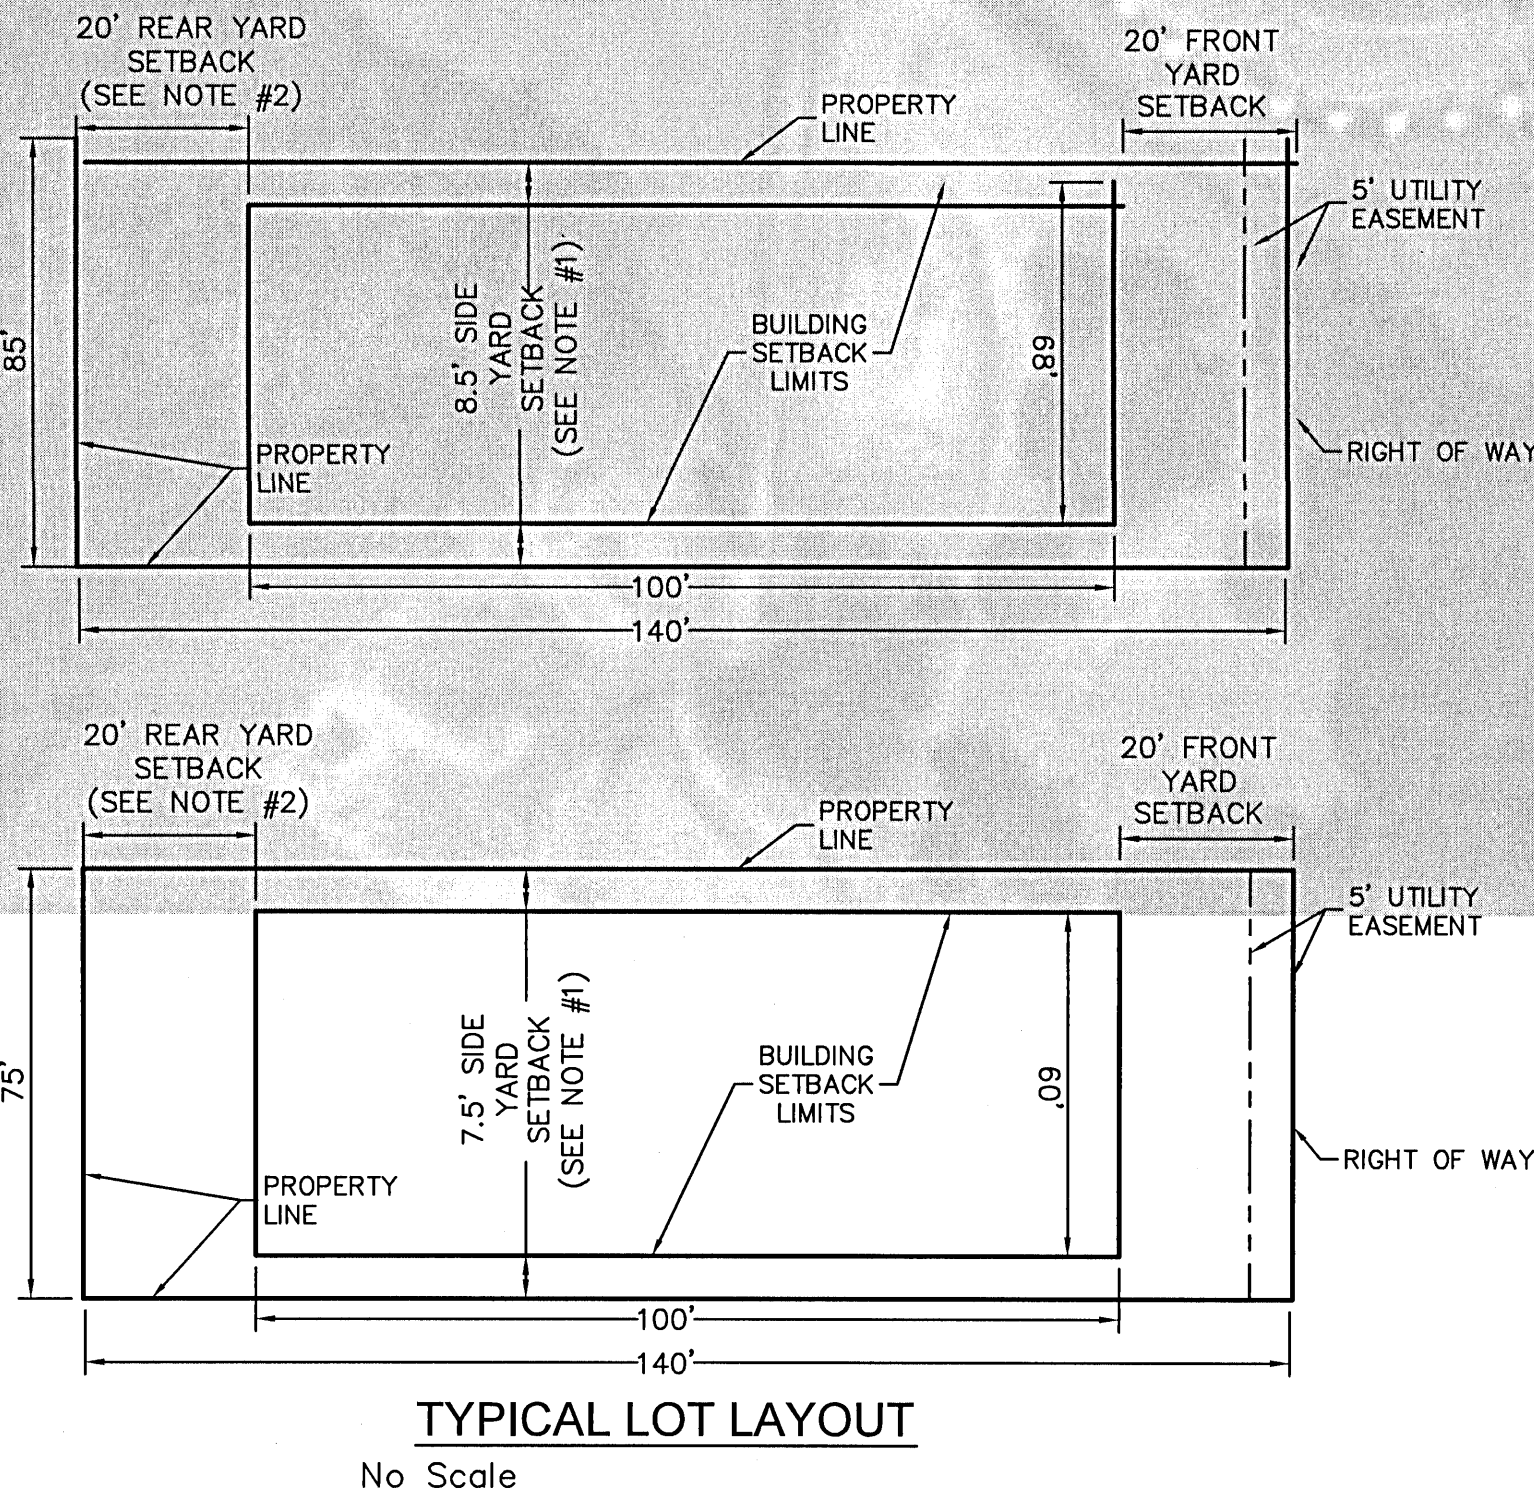 20' REAR YARD
SETBACK
(SEE NOTE #2)
20' FRONT
YARD
SETBACK
PROPERTY
LINE
5' UTILITY
EASEMENT
85'
8.5' SIDE
YARD
SETBACK
(SEE NOTE #1)
BUILDING
SETBACK
LIMITS
68'
PROPERTY
LINE
RIGHT OF WAY
100'
140'
20' REAR YARD
SETBACK
(SEE NOTE #2)
20' FRONT
YARD
SETBACK
PROPERTY
LINE
5' UTILITY
EASEMENT
75'
7.5' SIDE
YARD
SETBACK
(SEE NOTE #1)
BUILDING
SETBACK
LIMITS
60'
PROPERTY
LINE
RIGHT OF WAY
100'
140'
TYPICAL LOT LAYOUT
No Scale